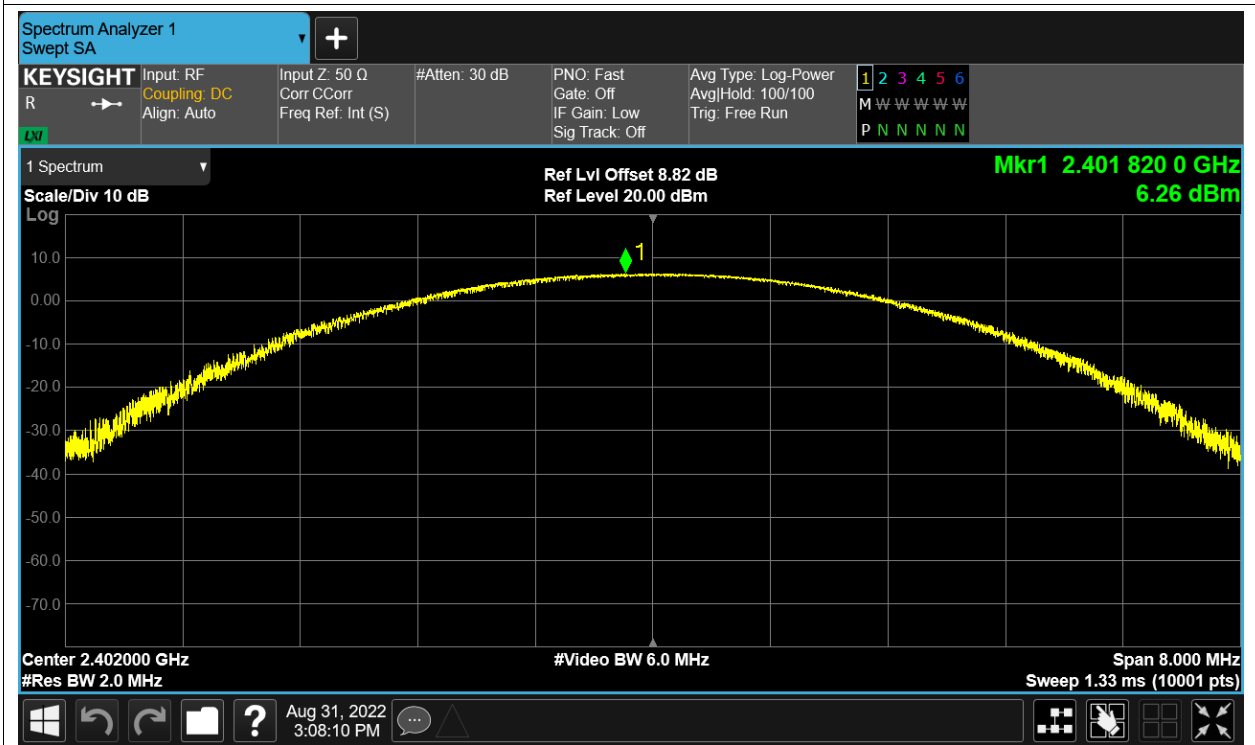 Spectrum Analyzer 1
Swept SA
KEYSIGHT
R
LXI
Input: RF
Coupling: DC
Align: Auto
Input Z: 50 Ω
Corr CCorr
Freq Ref: Int (S)
#Atten: 30 dB
PNO: Fast
Gate: Off
IF Gain: Low
Sig Track: Off
Avg Type: Log-Power
Avg|Hold: 100/100
Trig: Free Run
1 2 3 4 5 6
M W W W W W
P N N N N N
1 Spectrum
Scale/Div 10 dB
Log
Ref Lvl Offset 8.82 dB
Ref Level 20.00 dBm
Mkr1 2.401 820 0 GHz
6.26 dBm
1
10.0
0.00
-10.0
-20.0
-30.0
-40.0
-50.0
-60.0
-70.0
Center 2.402000 GHz
#Res BW 2.0 MHz
#Video BW 6.0 MHz
Span 8.000 MHz
Sweep 1.33 ms (10001 pts)
?
Aug 31, 2022
3:08:10 PM